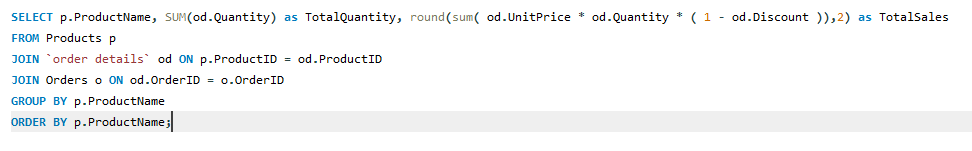 SELECT p.ProductName, SUM(od.Quantity) as TotalQuantity, round(sum( od.UnitPrice * od.Quantity * ( 1 - od.Discount )),2) as TotalSales
FROM Products p
JOIN `order details` od ON p.ProductID = od.ProductID
JOIN Orders o ON od.OrderID = o.OrderID
GROUP BY p.ProductName
ORDER BY p.ProductName;